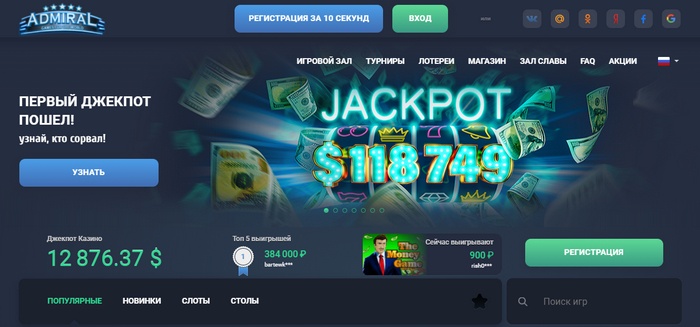 ADMIRAL
РЕГИСТРАЦИЯ ЗА 10 СЕКУНД
ВХОД
ИГРОВОЙ ЗАЛ ТУРНИРЫ ЛОТЕРЕИ МАГАЗИН ЗАЛ СЛАВЫ FAQ АКЦИИ
ПЕРВЫЙ ДЖЕКПОТ
ПОШЕЛ!
узнай, кто сорвал!
УЗНАТЬ
JACKPOT
$118 749
Джекпот Казино
12 876.37 $
Топ 5 выигрышей
1
384 000 ₽
bartewk***
The
Money
Game
Сейчас выигрывают
900 ₽
rish0***
РЕГИСТРАЦИЯ
ПОПУЛЯРНЫЕ НОВИНКИ СЛОТЫ СТОЛЫ
Поиск игр